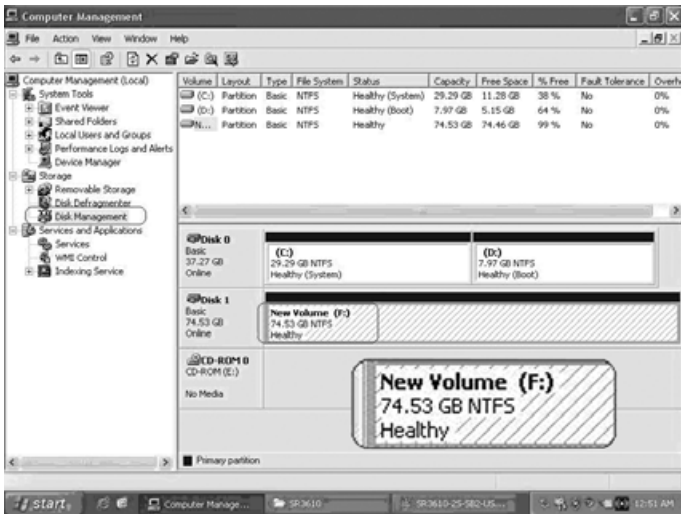 Computer Management
File Action View Window Help
Computer Management (Local)
System Tools
Event Viewer
Shared Folders
Local Users and Groups
Performance Logs and Alerts
Device Manager
Storage
Removable Storage
Disk Defragmenter
Disk Management
Services and Applications
Services
WMI Control
Indexing Service
Volume Layout Type File System Status Capacity Free Space % Free Fault Tolerance Overh
(C:) Partition Basic NTFS Healthy (System) 29.29 GB 11.28 GB 38 % No 0%
(D:) Partition Basic NTFS Healthy (Boot) 7.97 GB 5.15 GB 64 % No 0%
N... Partition Basic NTFS Healthy 74.53 GB 74.46 GB 99 % No 0%
Disk 0
Basic
37.27 GB
Online
(C:)
29.29 GB NTFS
Healthy (System)
(D:)
7.97 GB NTFS
Healthy (Boot)
Disk 1
Basic
74.53 GB
Online
New Volume (F:)
74.53 GB NTFS
Healthy
CD-ROM 0
CD-ROM (E:)
No Media
New Volume (F:)
74.53 GB NTFS
Healthy
Primary partition
start
Computer Manage...
SR3610
SR3610-2S-SB2-US...
12:51 AM